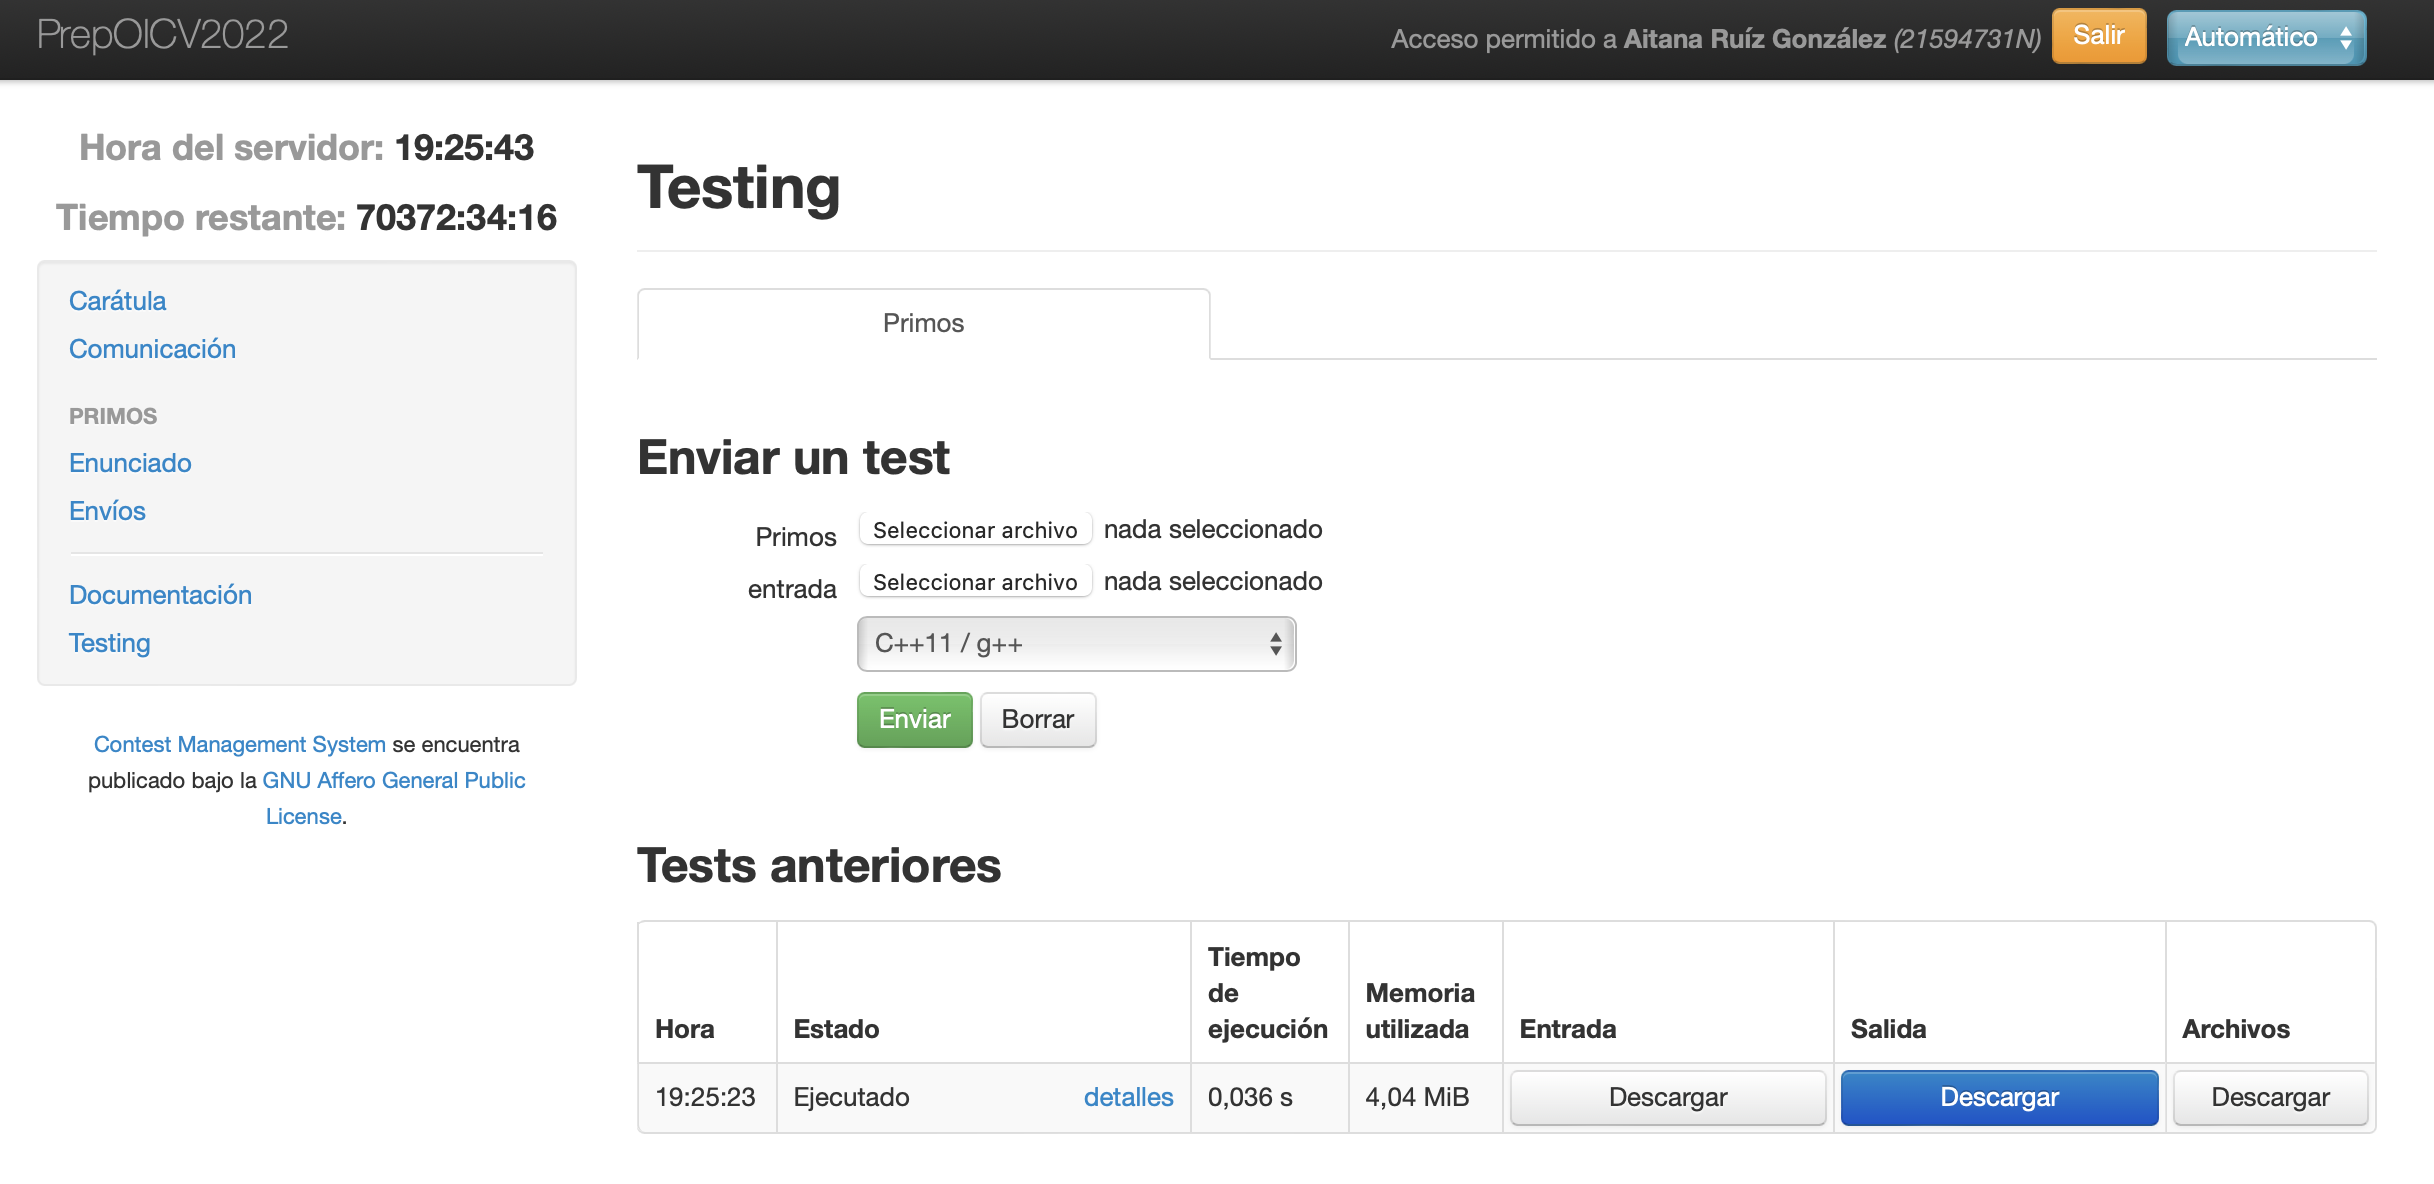 PrepOICV2022
Acceso permitido a Aitana Ruíz González (21594731N)
Salir
Automático
Hora del servidor: 19:25:43
Tiempo restante: 70372:34:16
Carátula
Comunicación
PRIMOS
Enunciado
Envíos
Documentación
Testing
Contest Management System se encuentra
publicado bajo la GNU Affero General Public
License.
Testing
Primos
Enviar un test
Primos Seleccionar archivo nada seleccionado
entrada Seleccionar archivo nada seleccionado
C++11 / g++
Enviar Borrar
Tests anteriores
Hora Estado Tiempo de ejecución Memoria utilizada Entrada Salida Archivos
19:25:23 Ejecutado detalles 0,036 s 4,04 MiB Descargar Descargar Descargar